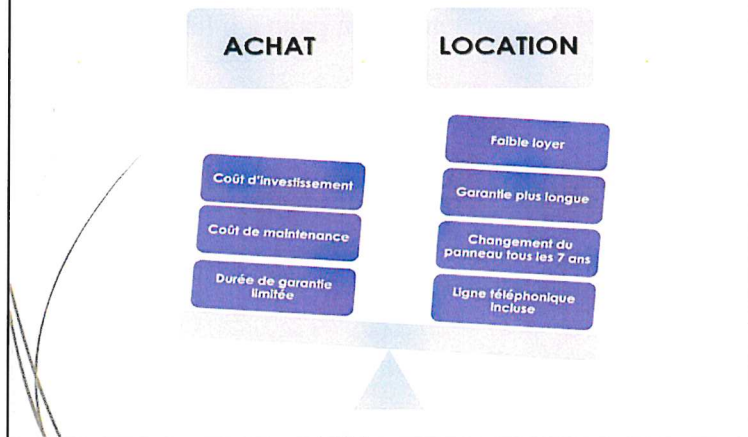 ACHAT
LOCATION
Coût d'investissement
Coût de maintenance
Durée de garantie
limitée
Faible loyer
Garantie plus longue
Changement du
panneau tous les 7 ans
Ligne téléphonique
incluse